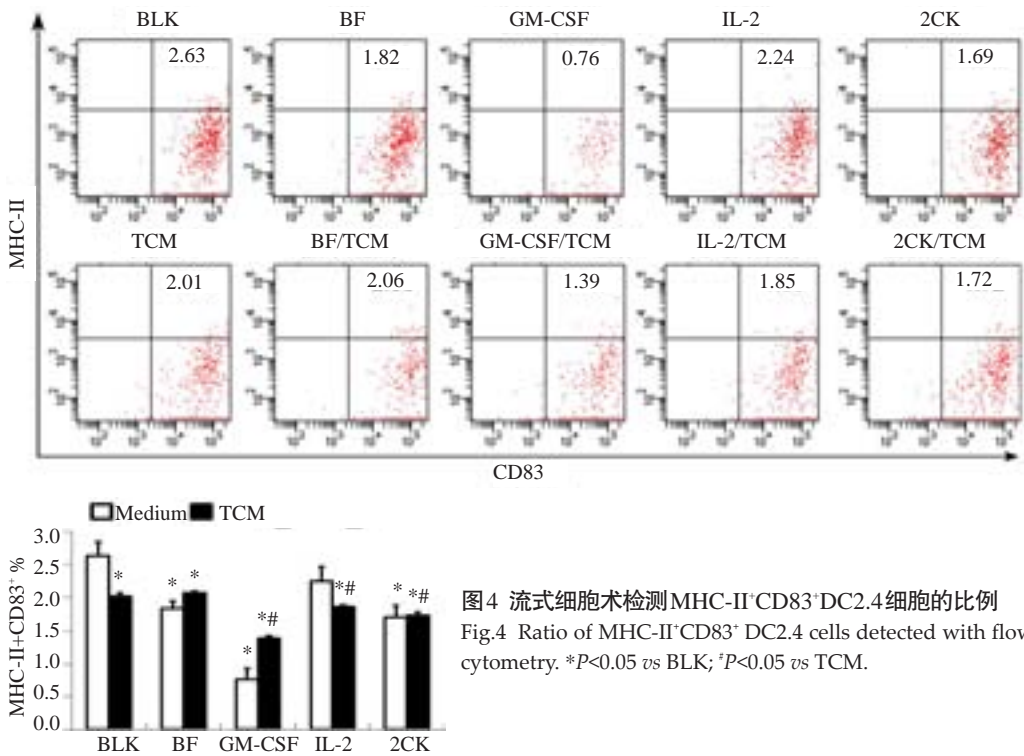 BLK BF GM-CSF IL-2 2CK
2.63 1.82 0.76 2.24 1.69
MHC-II
TCM BF/TCM GM-CSF/TCM IL-2/TCM 2CK/TCM
2.01 2.06 1.39 1.85 1.72
CD83
Medium TCM
MHC-II+CD83⁺ %
3.0
2.5
2.0
1.5
1.0
0.5
0.0
* * * * *# *# * *#
BLK BF GM-CSF IL-2 2CK
图4 流式细胞术检测MHC-II⁺CD83⁺DC2.4细胞的比例
Fig.4 Ratio of MHC-II⁺CD83⁺ DC2.4 cells detected with flow
cytometry. *P<0.05 vs BLK; #P<0.05 vs TCM.